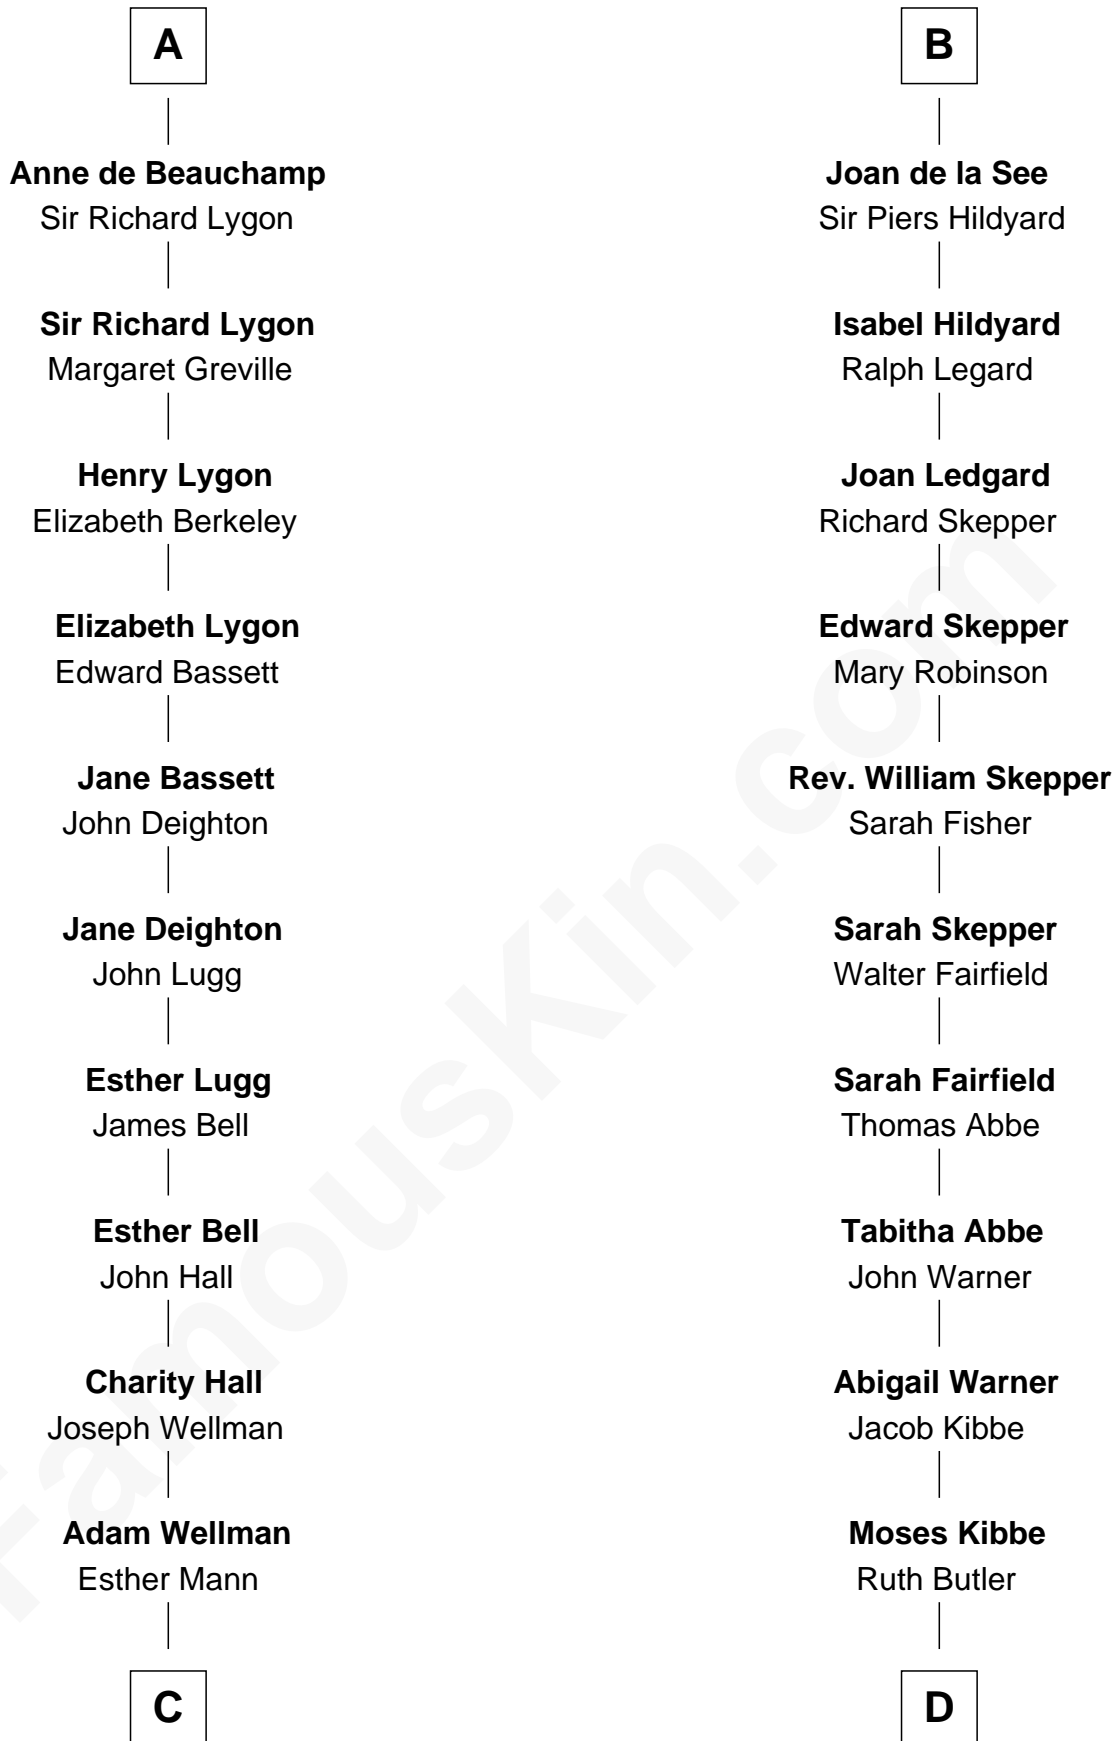 A
Anne de Beauchamp
Sir Richard Lygon
Sir Richard Lygon
Margaret Greville
Henry Lygon
Elizabeth Berkeley
Elizabeth Lygon
Edward Bassett
Jane Bassett
John Deighton
Jane Deighton
John Lugg
Esther Lugg
James Bell
Esther Bell
John Hall
Charity Hall
Joseph Wellman
Adam Wellman
Esther Mann
C
B
Joan de la See
Sir Piers Hildyard
Isabel Hildyard
Ralph Legard
Joan Ledgard
Richard Skepper
Edward Skepper
Mary Robinson
Rev. William Skepper
Sarah Fisher
Sarah Skepper
Walter Fairfield
Sarah Fairfield
Thomas Abbe
Tabitha Abbe
John Warner
Abigail Warner
Jacob Kibbe
Moses Kibbe
Ruth Butler
D
FamousKin.com